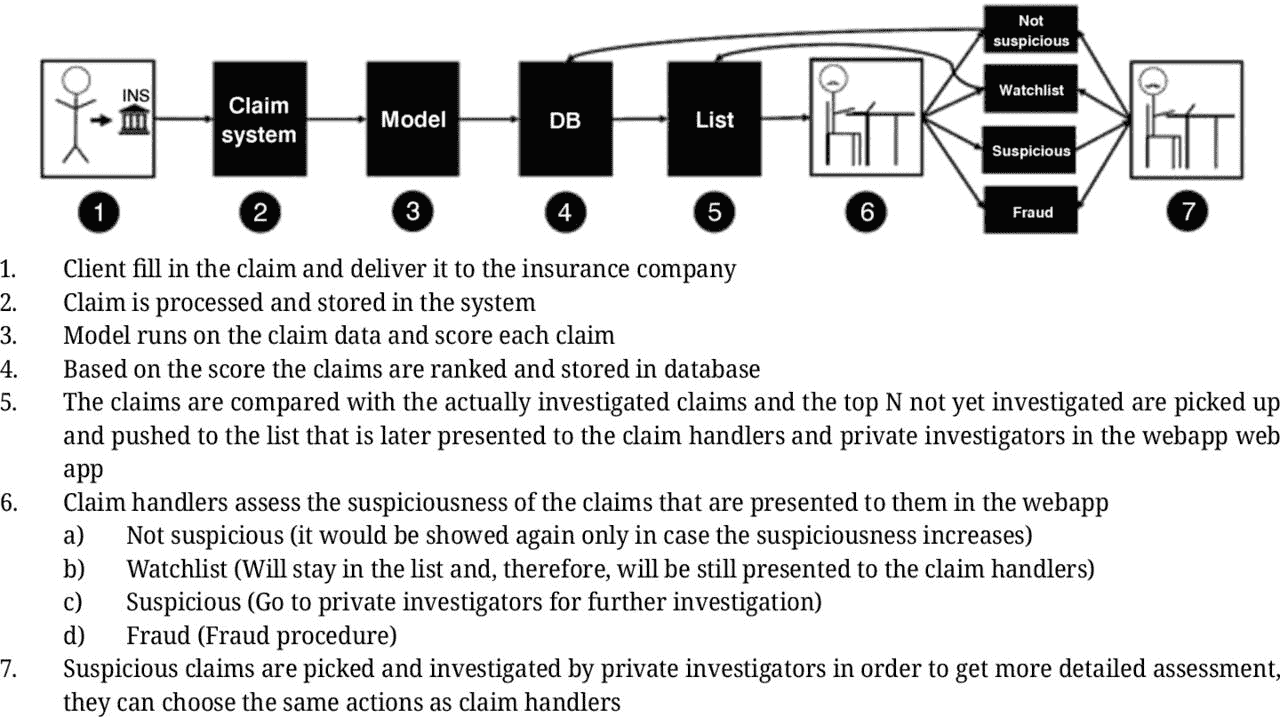 Not
suspicious
INS
Claim
system
Model
DB
List
Watchlist
Suspicious
Fraud
1
2
3
4
5
6
7
1. Client fill in the claim and deliver it to the insurance company
2. Claim is processed and stored in the system
3. Model runs on the claim data and score each claim
4. Based on the score the claims are ranked and stored in database
5. The claims are compared with the actually investigated claims and the top N not yet investigated are picked up
and pushed to the list that is later presented to the claim handlers and private investigators in the webapp web
app
6. Claim handlers assess the suspiciousness of the claims that are presented to them in the webapp
a) Not suspicious (it would be showed again only in case the suspiciousness increases)
b) Watchlist (Will stay in the list and, therefore, will be still presented to the claim handlers)
c) Suspicious (Go to private investigators for further investigation)
d) Fraud (Fraud procedure)
7. Suspicious claims are picked and investigated by private investigators in order to get more detailed assessment,
they can choose the same actions as claim handlers